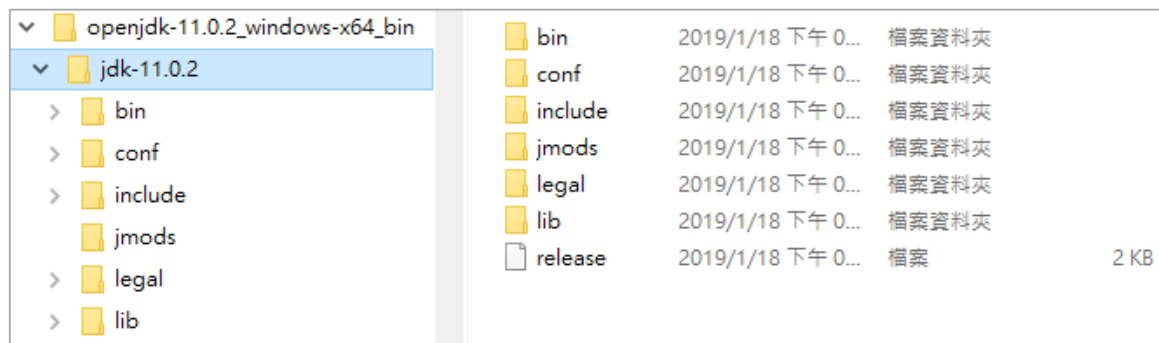 openjdk-11.0.2_windows-x64_bin
jdk-11.0.2
bin
conf
include
jmods
legal
lib
bin 2019/1/18 下午 0... 檔案資料夾
conf 2019/1/18 下午 0... 檔案資料夾
include 2019/1/18 下午 0... 檔案資料夾
jmods 2019/1/18 下午 0... 檔案資料夾
legal 2019/1/18 下午 0... 檔案資料夾
lib 2019/1/18 下午 0... 檔案資料夾
release 2019/1/18 下午 0... 檔案 2 KB